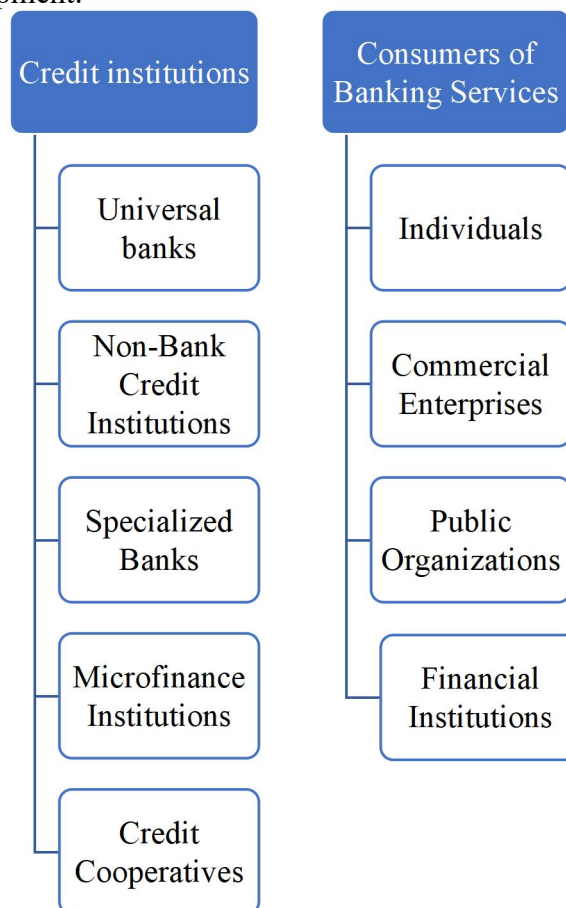 Credit institutions
Universal
banks
Non-Bank
Credit
Institutions
Specialized
Banks
Microfinance
Institutions
Credit
Cooperatives
Consumers of
Banking Services
Individuals
Commercial
Enterprises
Public
Organizations
Financial
Institutions